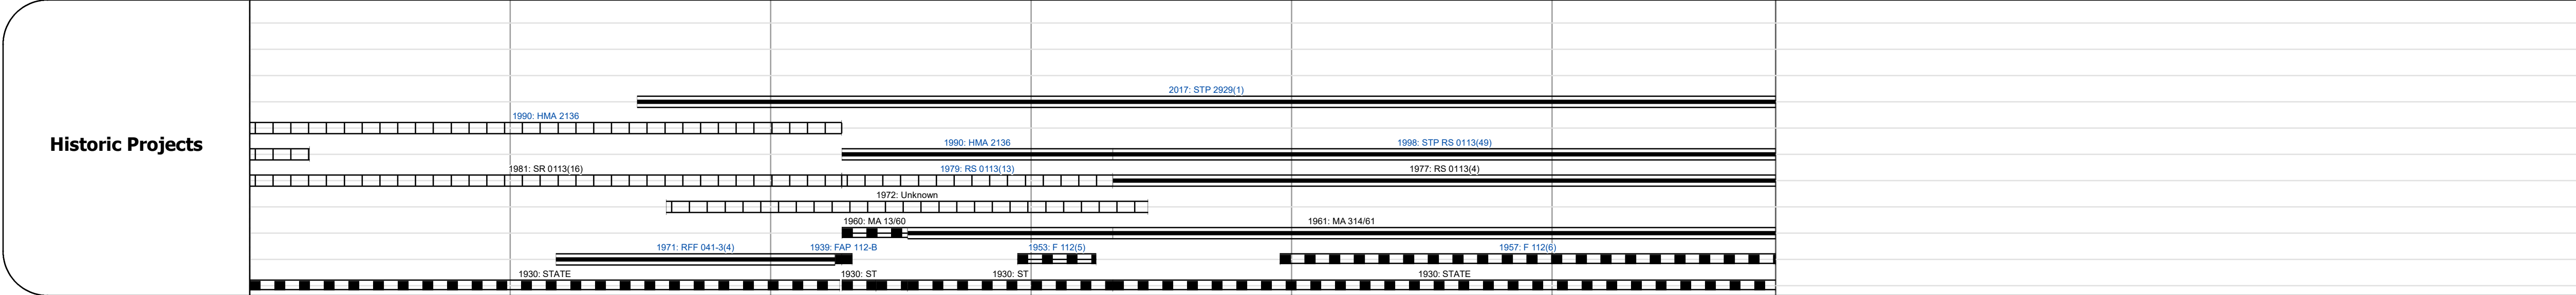 2017: STP 2929(1)
1990: HMA 2136
Historic Projects
1990: HMA 2136
1998: STP RS 0113(49)
1981: SR 0113(16)
1979: RS 0113(13)
1977: RS 0113(4)
1972: Unknown
1960: MA 13/60
1961: MA 314/61
1971: RFF 041-3(4)
1939: FAP 112-B
1953: F 112(5)
1957: F 112(6)
1930: STATE
1930: ST
1930: ST
1930: STATE